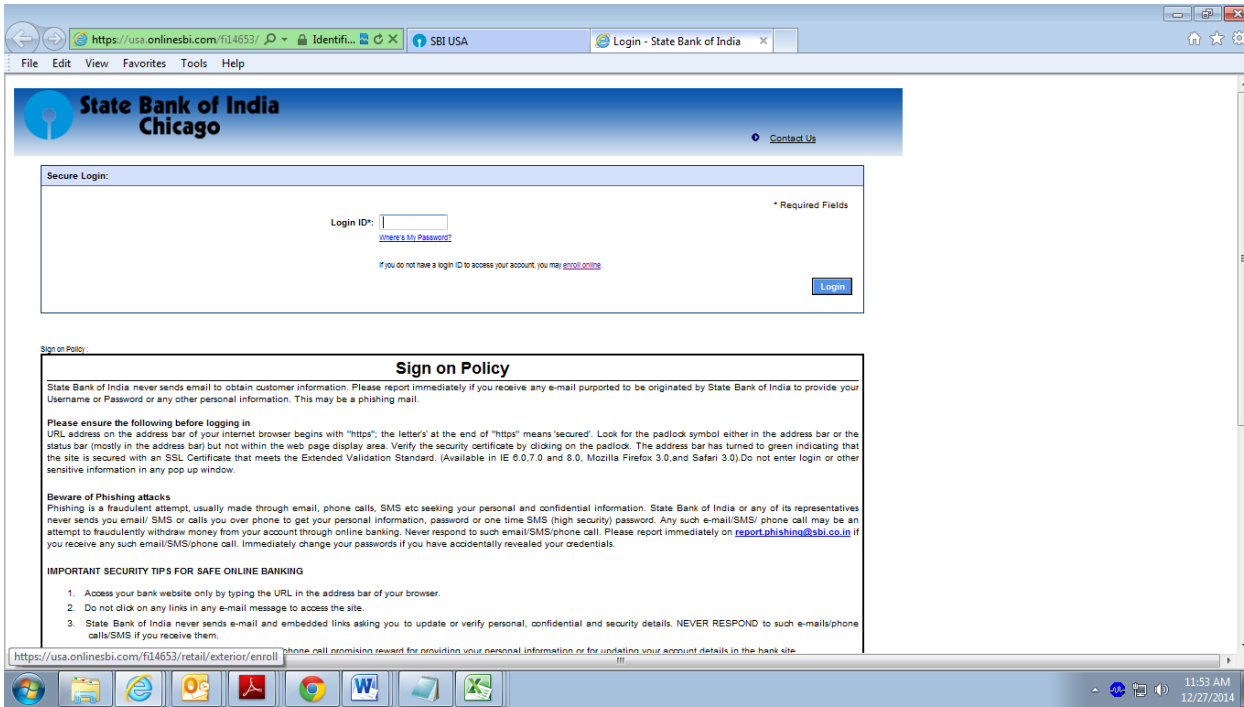 https://usa.onlinesbi.com/fi14653/ Identifi... SBI USA Login - State Bank of India
File Edit View Favorites Tools Help
State Bank of India
Chicago
Contact Us
Secure Login:
* Required Fields
Login ID*:
Where's My Password?
If you do not have a login ID to access your account, you may enroll online.
Login
Sign on Policy :
Sign on Policy
State Bank of India never sends email to obtain customer information. Please report immediately if you receive any e-mail purported to be originated by State Bank of India to provide your
Username or Password or any other personal information. This may be a phishing mail.
Please ensure the following before logging in
URL address on the address bar of your internet browser begins with "https"; the letter's' at the end of "https" means 'secured'. Look for the padlock symbol either in the address bar or the
status bar (mostly in the address bar) but not within the web page display area. Verify the security certificate by clicking on the padlock. The address bar has turned to green indicating that
the site is secured with an SSL Certificate that meets the Extended Validation Standard. (Available in IE 6.0,7.0 and 8.0, Mozilla Firefox 3.0,and Safari 3.0).Do not enter login or other
sensitive information in any pop up window.
Beware of Phishing attacks
Phishing is a fraudulent attempt, usually made through email, phone calls, SMS etc seeking your personal and confidential information. State Bank of India or any of its representatives
never sends you email/ SMS or calls you over phone to get your personal information, password or one time SMS (high security) password. Any such e-mail/SMS/ phone call may be an
attempt to fraudulently withdraw money from your account through online banking. Never respond to such email/SMS/phone call. Please report immediately on report.phishing@sbi.co.in if
you receive any such email/SMS/phone call. Immediately change your passwords if you have accidentally revealed your credentials.
IMPORTANT SECURITY TIPS FOR SAFE ONLINE BANKING
1. Access your bank website only by typing the URL in the address bar of your browser.
2. Do not click on any links in any e-mail message to access the site.
3. State Bank of India never sends e-mail and embedded links asking you to update or verify personal, confidential and security details. NEVER RESPOND to such e-mails/phone
calls/SMS if you receive them.
phone call promising reward for providing your personal information or for updating your account details in the bank site
https://usa.onlinesbi.com/fi14653/retail/exterior/enroll
11:53 AM
12/27/2014